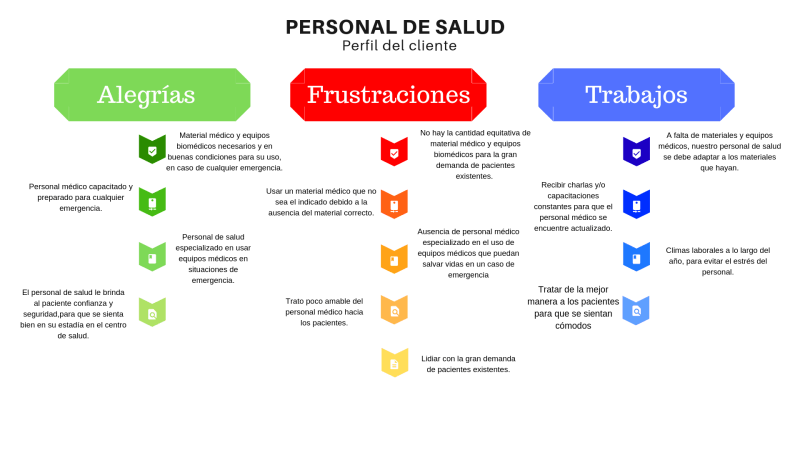 PERSONAL DE SALUD
Perfil del cliente
Alegrías
Material médico y equipos
biomédicos necesarios y en
buenas condiciones para su uso,
en caso de cualquier emergencia.
Personal médico capacitado y
preparado para cualquier
emergencia.
Personal de salud
especializado en usar
equipos médicos en
situaciones de
emergencia.
El personal de salud le brinda
al paciente confianza y
seguridad,para que se sienta
bien en su estadía en el centro
de salud.
Frustraciones
No hay la cantidad equitativa de
material médico y equipos
biomédicos para la gran
demanda de pacientes
existentes.
Usar un material médico que no
sea el indicado debido a la
ausencia del material correcto.
Ausencia de personal médico
especializado en el uso de
equipos médicos que puedan
salvar vidas en un caso de
emergencia
Trato poco amable del
personal médico hacia
los pacientes.
Lidiar con la gran demanda
de pacientes existentes.
Trabajos
A falta de materiales y equipos
médicos, nuestro personal de salud
se debe adaptar a los materiales
que hayan.
Recibir charlas y/o
capacitaciones
constantes para que el
personal médico se
encuentre actualizado.
Climas laborales a lo largo del
año, para evitar el estrés del
personal.
Tratar de la mejor
manera a los pacientes
para que se sientan
cómodos